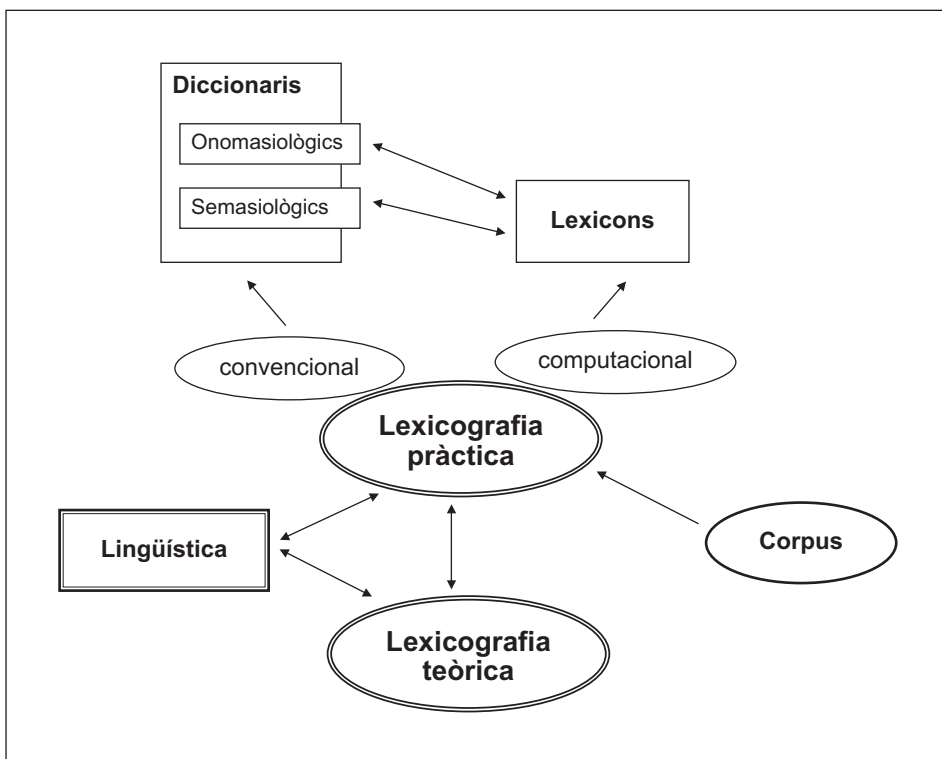 Diccionaris
Onomasiològics
Semasiològics
Lexicons
convencional
computacional
Lexicografia
pràctica
Lingüística
Corpus
Lexicografia
teòrica